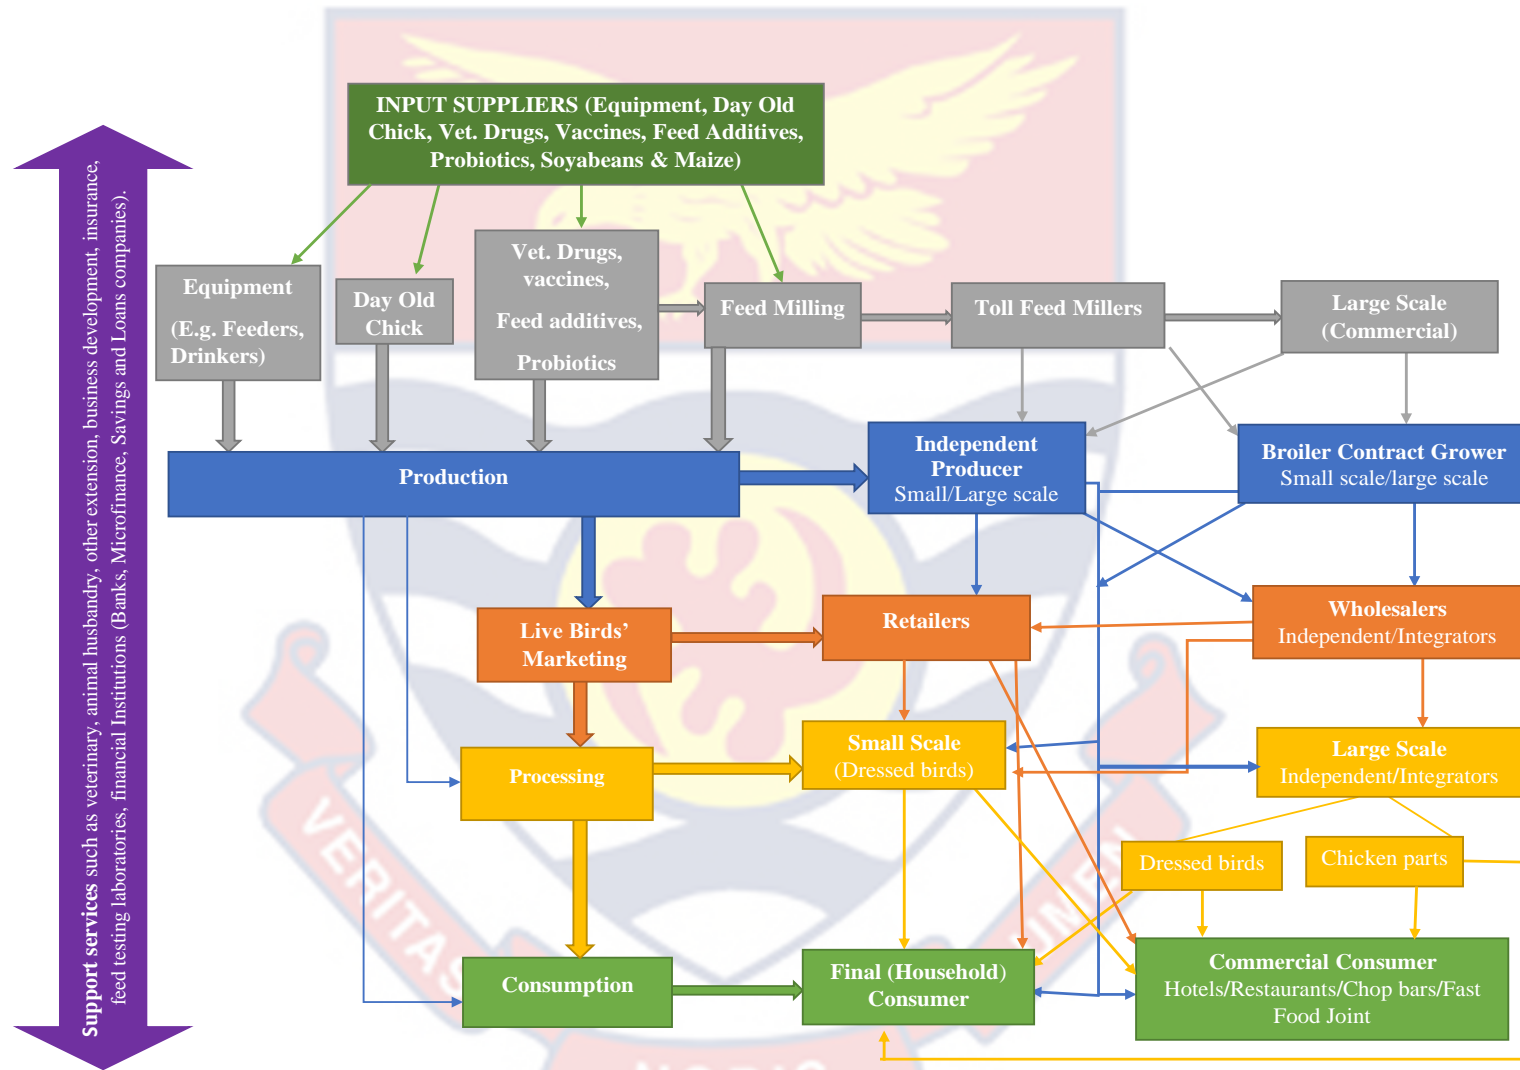 INPUT SUPPLIERS (Equipment, Day Old
Chick, Vet. Drugs, Vaccines, Feed Additives,
Probiotics, Soyabeans & Maize)
Support services such as veterinary, animal husbandry, other extension, business development, insurance,
feed testing laboratories, financial Institutions (Banks, Microfinance, Savings and Loans companies).
Equipment
(E.g. Feeders,
Drinkers)
Day Old
Chick
Vet. Drugs,
vaccines,
Feed additives,
Probiotics
Feed Milling
Toll Feed Millers
Large Scale
(Commercial)
Production
Independent
Producer
Small/Large scale
Broiler Contract Grower
Small scale/large scale
Live Birds’
Marketing
Retailers
Wholesalers
Independent/Integrators
Processing
Small Scale
(Dressed birds)
Large Scale
Independent/Integrators
Dressed birds
Chicken parts
Consumption
Final (Household)
Consumer
Commercial Consumer
Hotels/Restaurants/Chop bars/Fast
Food Joint
VERITAS
NOBIS
LUMEN